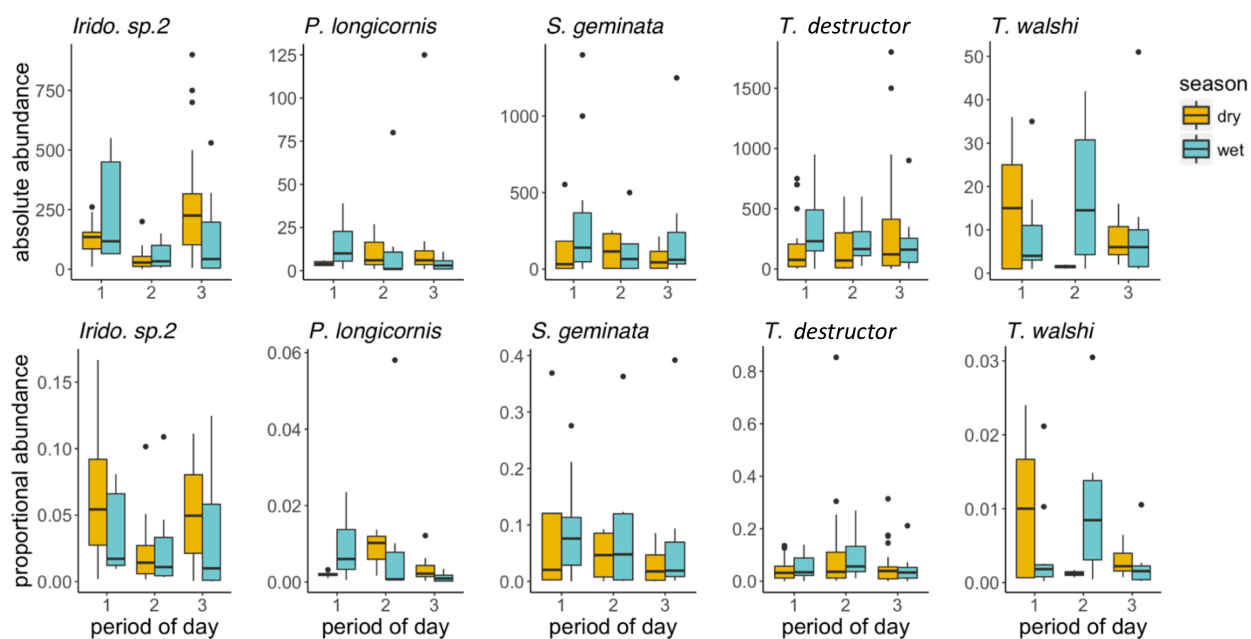 Irido. sp.2 P. longicornis S. geminata T. destructor T. walshi
absolute abundance
750
500
250
0
1 2 3
125
100
75
50
25
0
1 2 3
1000
500
0
1 2 3
1500
1000
500
0
1 2 3
50
40
30
20
10
0
1 2 3
season
dry
wet
Irido. sp.2 P. longicornis S. geminata T. destructor T. walshi
proportional abundance
0.15
0.10
0.05
0.00
1 2 3
period of day
0.06
0.04
0.02
0.00
1 2 3
period of day
0.4
0.3
0.2
0.1
0.0
1 2 3
period of day
0.8
0.6
0.4
0.2
0.0
1 2 3
period of day
0.03
0.02
0.01
0.00
1 2 3
period of day